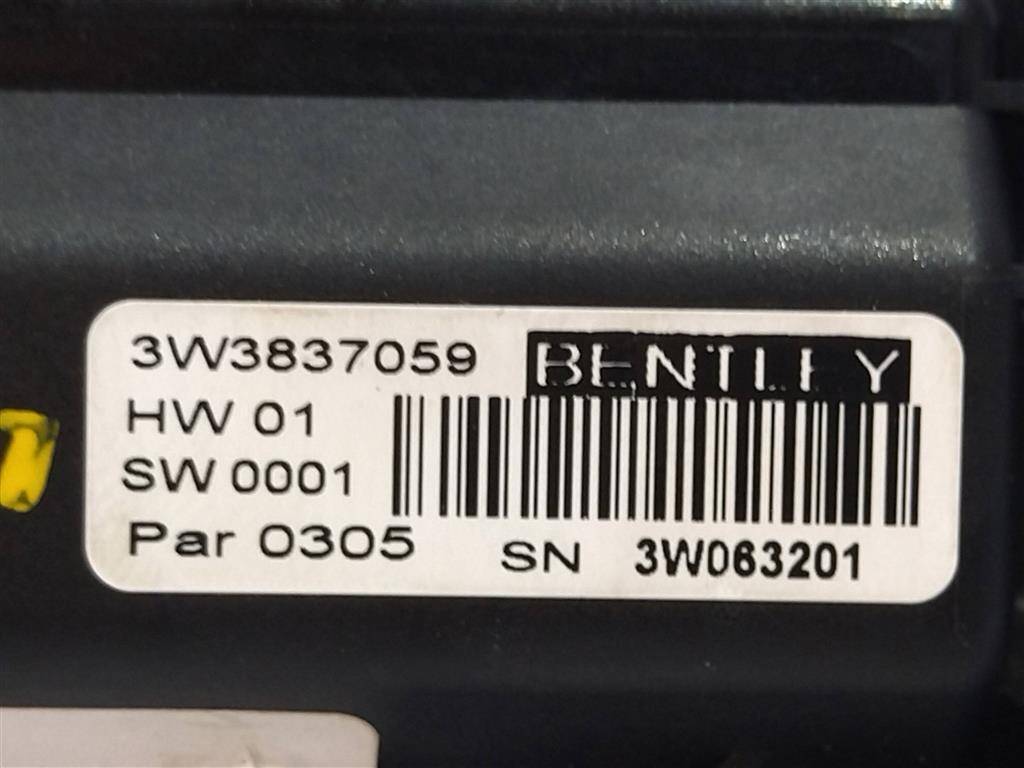 3W3837059 BENTLEY
HW 01
SW 0001
Par 0305 SN 3W063201